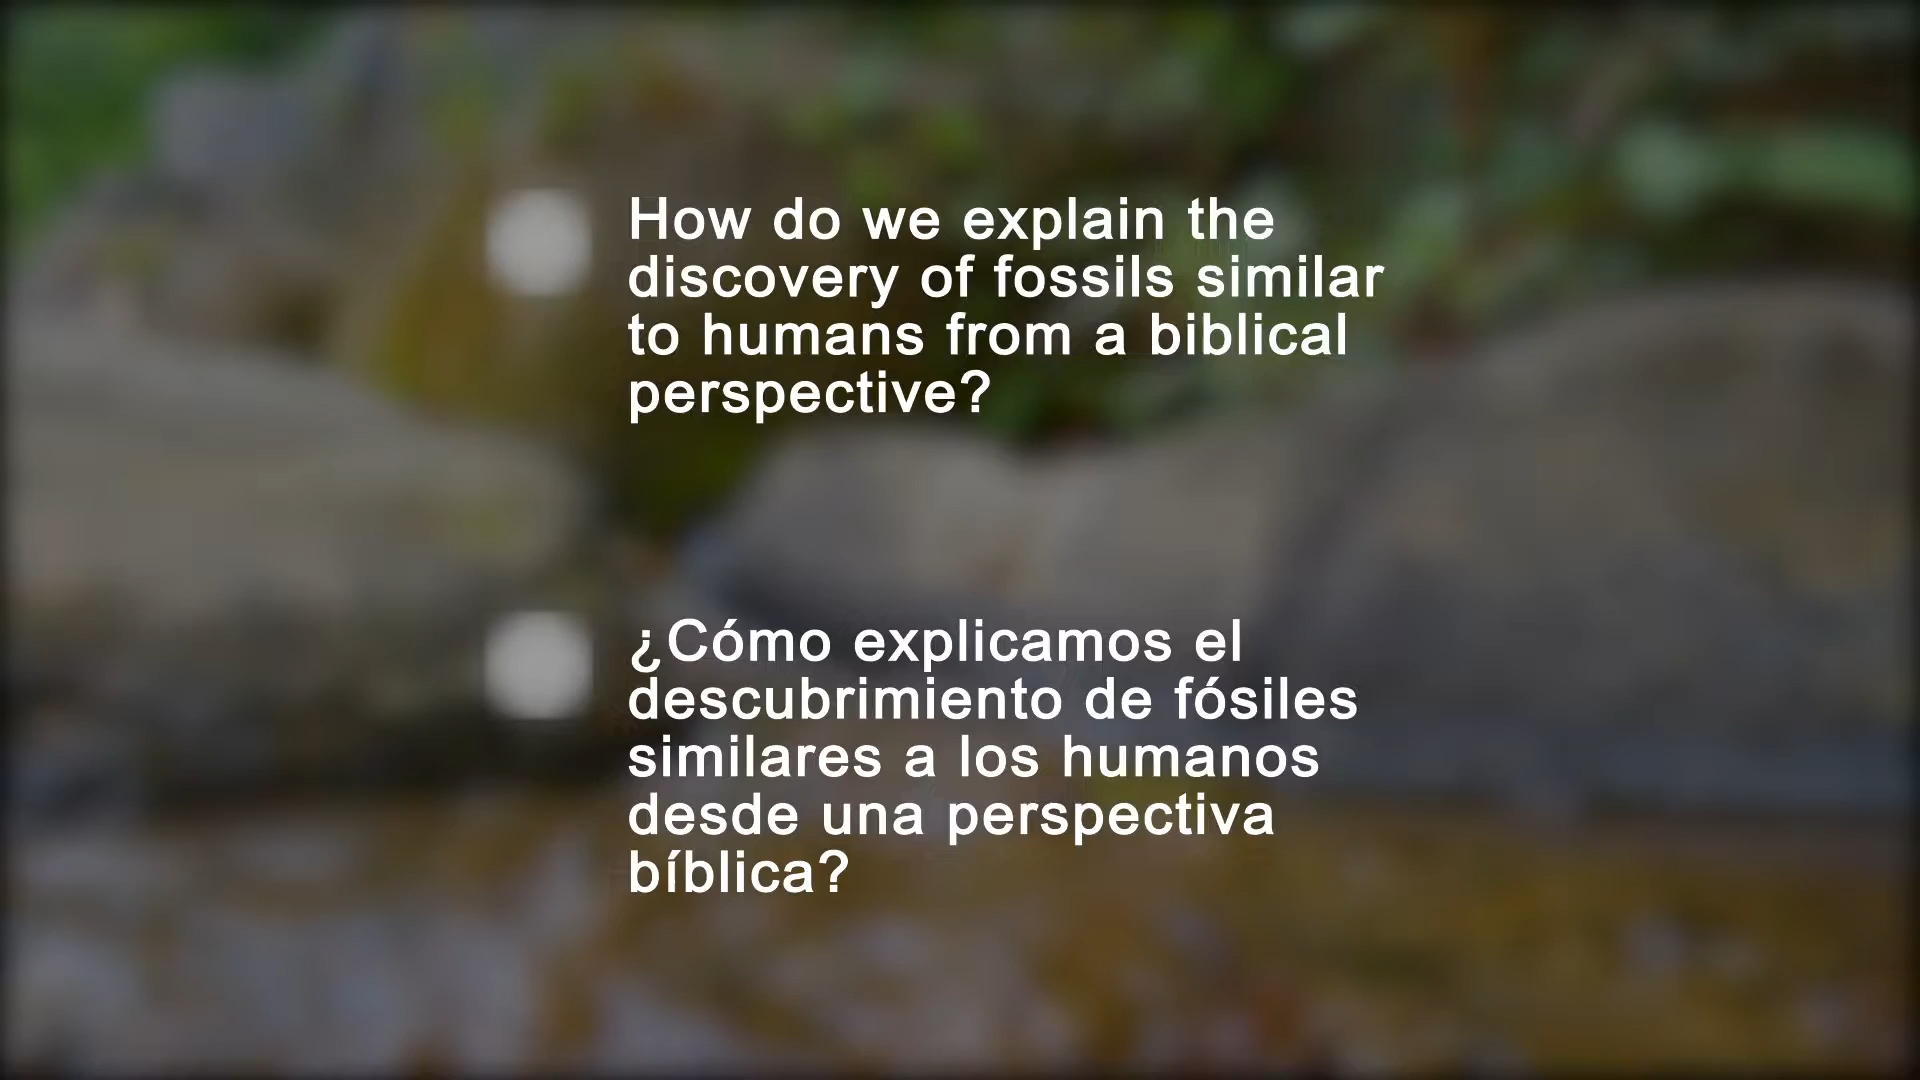 How do we explain the
discovery of fossils similar
to humans from a biblical
perspective?
¿Cómo explicamos el
descubrimiento de fósiles
similares a los humanos
desde una perspectiva
bíblica?